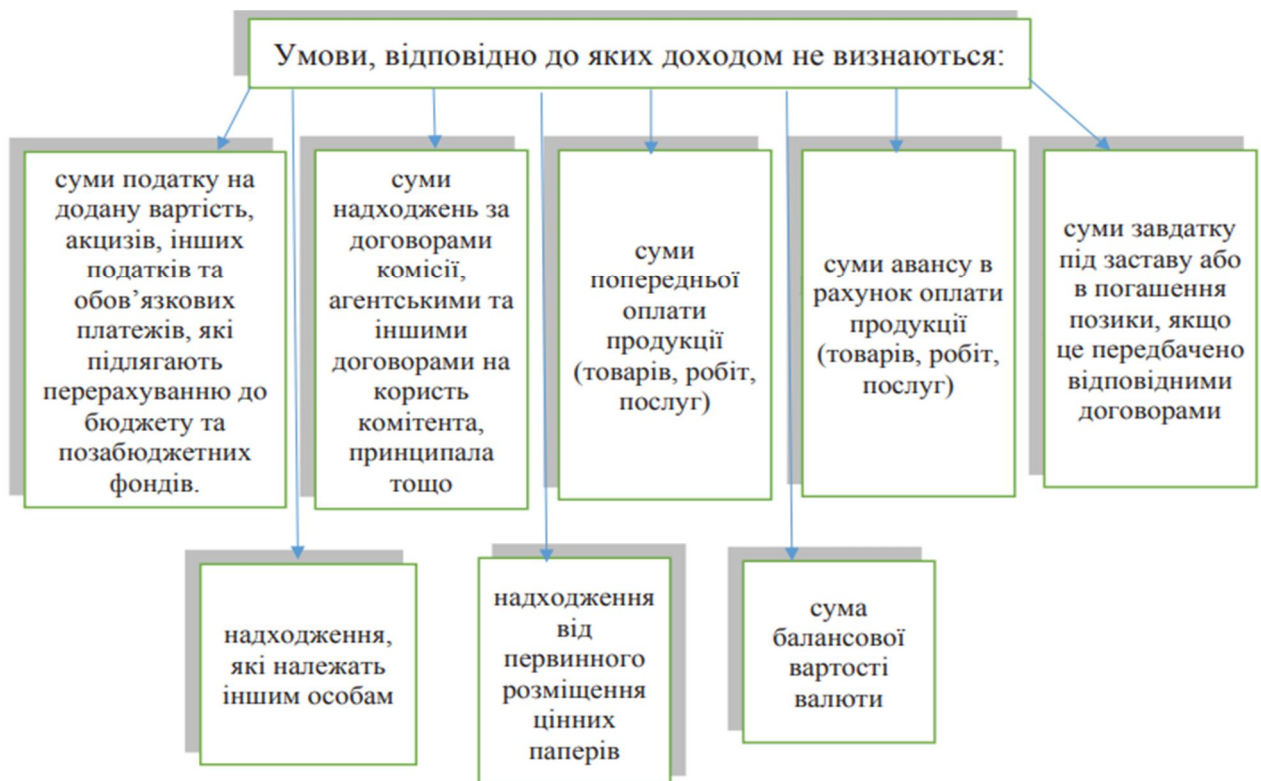 Умови, відповідно до яких доходом не визнаються:
суми податку на
додану вартість,
акцизів, інших
податків та
обов’язкових
платежів, які
підлягають
перерахуванню до
бюджету та
позабюджетних
фондів.
суми
надходжень за
договорами
комісії,
агентськими та
іншими
договорами на
користь
комітента,
принципала
тощо
суми
попередньої
оплати
продукції
(товарів, робіт,
послуг)
суми авансу в
рахунок оплати
продукції
(товарів, робіт,
послуг)
суми завдатку
під заставу або
в погашення
позики, якщо
це передбачено
відповідними
договорами
надходження,
які належать
іншим особам
надходження
від
первинного
розміщення
цінних
паперів
сума
балансової
вартості
валюти